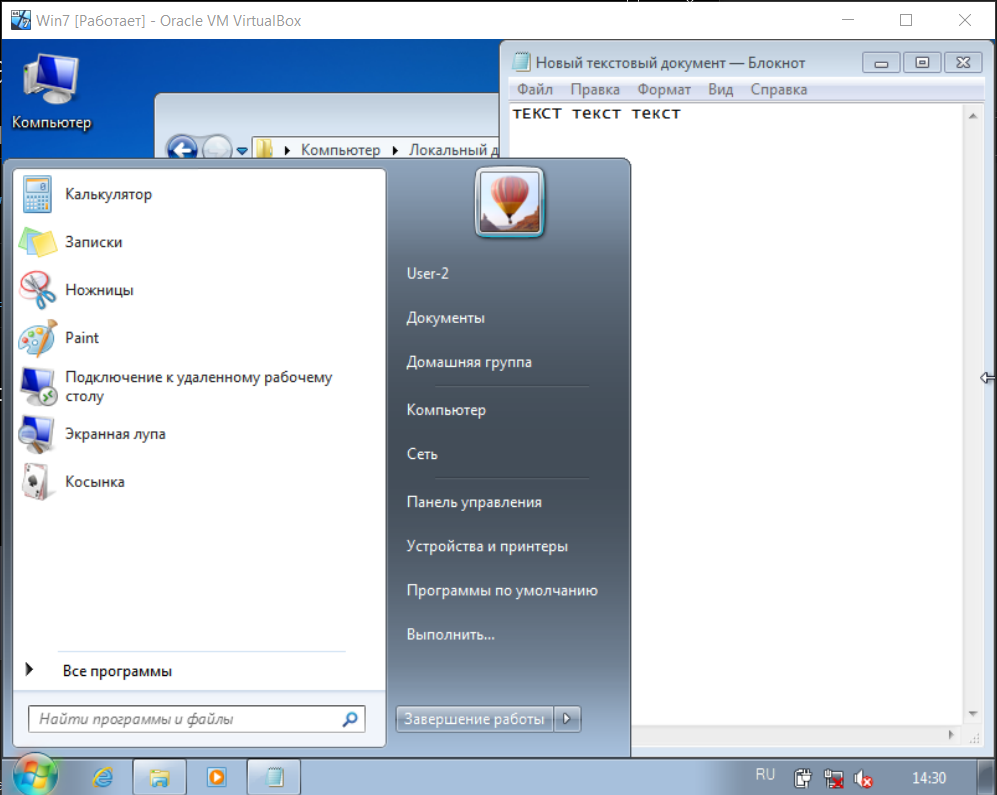 Win7 [Работает] - Oracle VM VirtualBox
Компьютер
Новый текстовый документ — Блокнот
Файл Правка Формат Вид Справка
тЕКСТ текст текст
Компьютер Локальный д
Калькулятор
Записки
Ножницы
Paint
Подключение к удаленному рабочему
столу
Экранная лупа
Косынка
Все программы
Найти программы и файлы
User-2
Документы
Домашняя группа
Компьютер
Сеть
Панель управления
Устройства и принтеры
Программы по умолчанию
Выполнить...
Завершение работы
RU
14:30